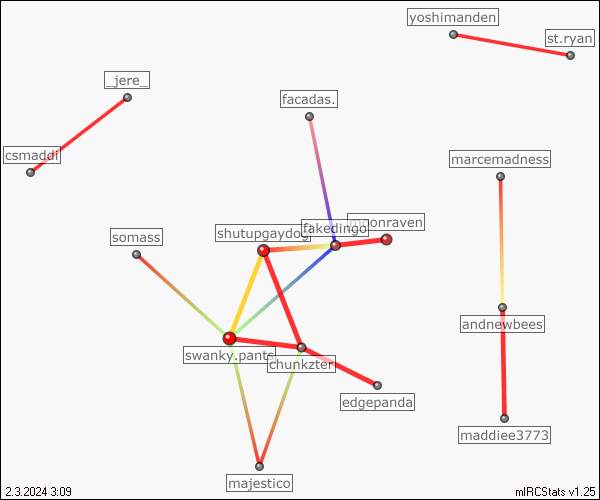 yoshimanden
st.ryan
_jere_
facadas.
csmaddi
marcemadness
moonraven
fakedingo
shutupgaydog
somass
andnewbees
swanky.pants
chunkzter
edgepanda
maddiee3773
majestico
2.3.2024 3:09
mIRCStats v1.25